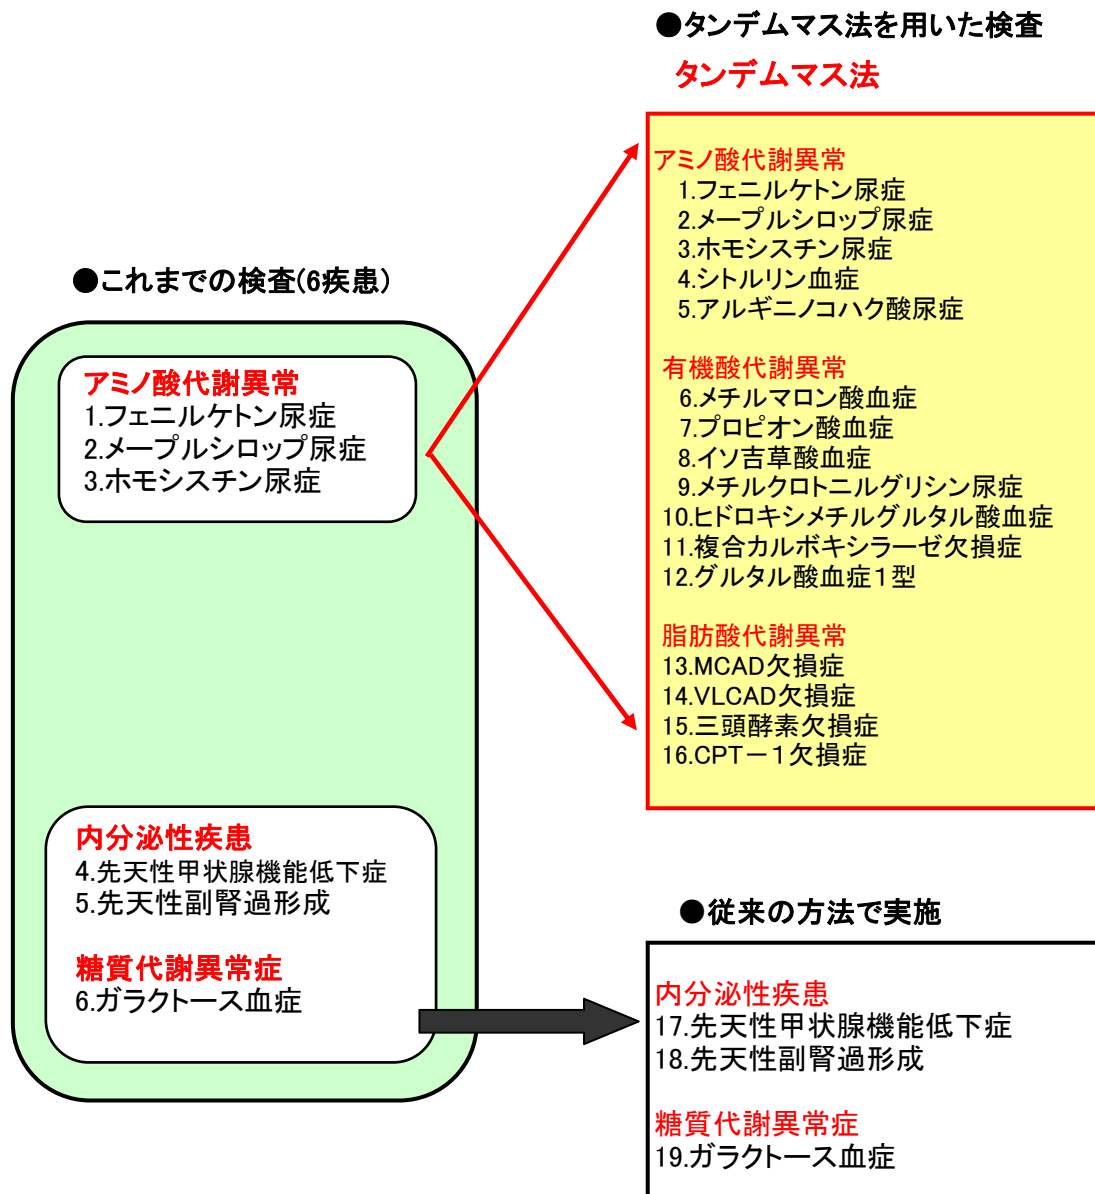 ●タンデムマス法を用いた検査
タンデムマス法
アミノ酸代謝異常
1.フェニルケトン尿症
2.メープルシロップ尿症
3.ホモシスチン尿症
4.シトルリン血症
5.アルギニノコハク酸尿症
有機酸代謝異常
6.メチルマロン酸血症
7.プロピオン酸血症
8.イソ吉草酸血症
9.メチルクロトニルグリシン尿症
10.ヒドロキシメチルグルタル酸血症
11.複合カルボキシラーゼ欠損症
12.グルタル酸血症1型
脂肪酸代謝異常
13.MCAD欠損症
14.VLCAD欠損症
15.三頭酵素欠損症
16.CPT－1欠損症
●これまでの検査(6疾患)
アミノ酸代謝異常
1.フェニルケトン尿症
2.メープルシロップ尿症
3.ホモシスチン尿症
内分泌性疾患
4.先天性甲状腺機能低下症
5.先天性副腎過形成
糖質代謝異常症
6.ガラクトース血症
●従来の方法で実施
内分泌性疾患
17.先天性甲状腺機能低下症
18.先天性副腎過形成
糖質代謝異常症
19.ガラクトース血症